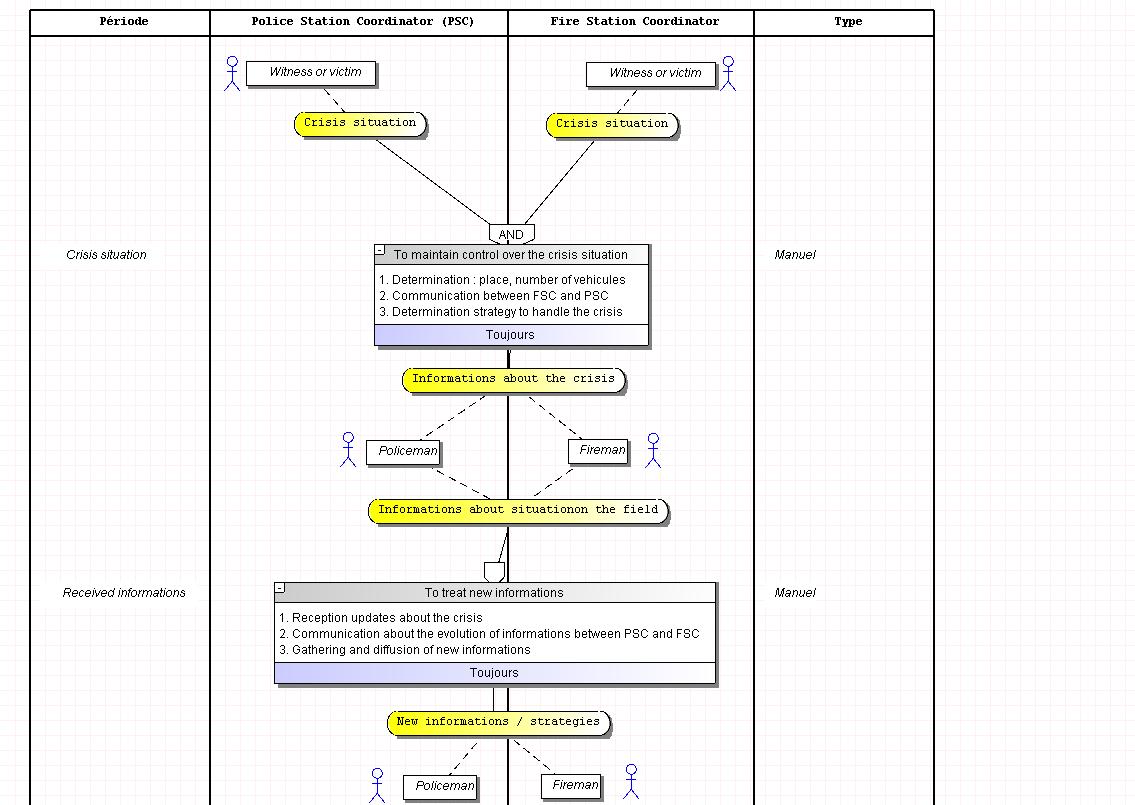 Période
Police Station Coordinator (PSC)
Fire Station Coordinator
Type
Witness or victim
Witness or victim
Crisis situation
Crisis situation
AND
Crisis situation
- To maintain control over the crisis situation
Manuel
1. Determination : place, number of vehicules
2. Communication between FSC and PSC
3. Determination strategy to handle the crisis
Toujours
Informations about the crisis
Policeman
Fireman
Informations about situationon the field
Received informations
- To treat new informations
Manuel
1. Reception updates about the crisis
2. Communication about the evolution of informations between PSC and FSC
3. Gathering and diffusion of new informations
Toujours
New informations / strategies
Policeman
Fireman